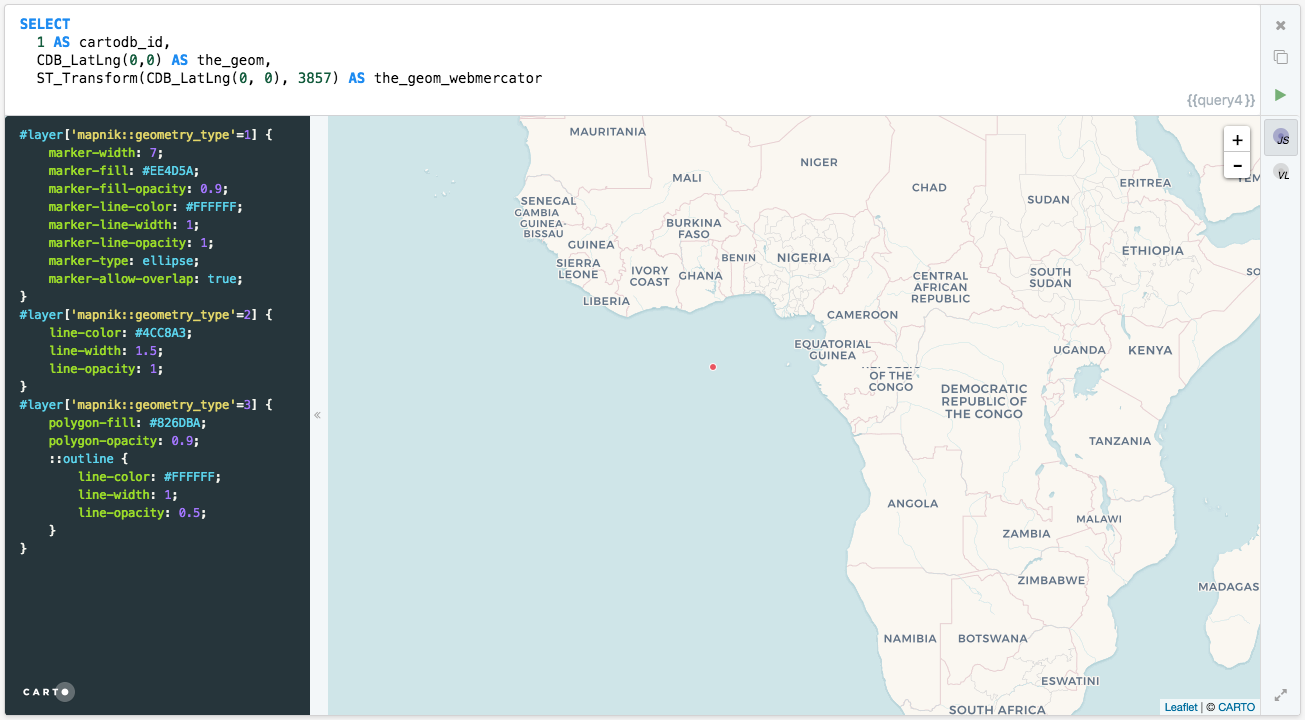 SELECT
1 AS cartodb_id,
CDB_LatLng(0,0) AS the_geom,
ST_Transform(CDB_LatLng(0, 0), 3857) AS the_geom_webmercator
{{query4}}
#layer['mapnik::geometry_type'=1] {
marker-width: 7;
marker-fill: #EE4D5A;
marker-fill-opacity: 0.9;
marker-line-color: #FFFFFF;
marker-line-width: 1;
marker-line-opacity: 1;
marker-type: ellipse;
marker-allow-overlap: true;
}
#layer['mapnik::geometry_type'=2] {
line-color: #4CC8A3;
line-width: 1.5;
line-opacity: 1;
}
#layer['mapnik::geometry_type'=3] {
polygon-fill: #826DBA;
polygon-opacity: 0.9;
::outline {
line-color: #FFFFFF;
line-width: 1;
line-opacity: 0.5;
}
}
CARTO
«
MAURITANIA
NIGER
MALI
CHAD
ERITREA
SUDAN
SENEGAL
GAMBIA
GUINEA-
BISSAU
BURKINA
FASO
GUINEA
ETHIOPIA
BENIN
NIGERIA
SIERRA
LEONE
IVORY
COAST
GHANA
CENTRAL
AFRICAN
REPUBLIC
SOUTH
SUDAN
SO
LIBERIA
CAMEROON
EQUATORIAL
GUINEA
UGANDA
KENYA
OF THE
CONGO
DEMOCRATIC
REPUBLIC OF
THE CONGO
TANZANIA
ANGOLA
MALAWI
ZAMBIA
ZIMBABWE
MADAGAS
NAMIBIA
BOTSWANA
ESWATINI
SOUTH AFRICA
+
-
JS
VL
Leaflet | © CARTO